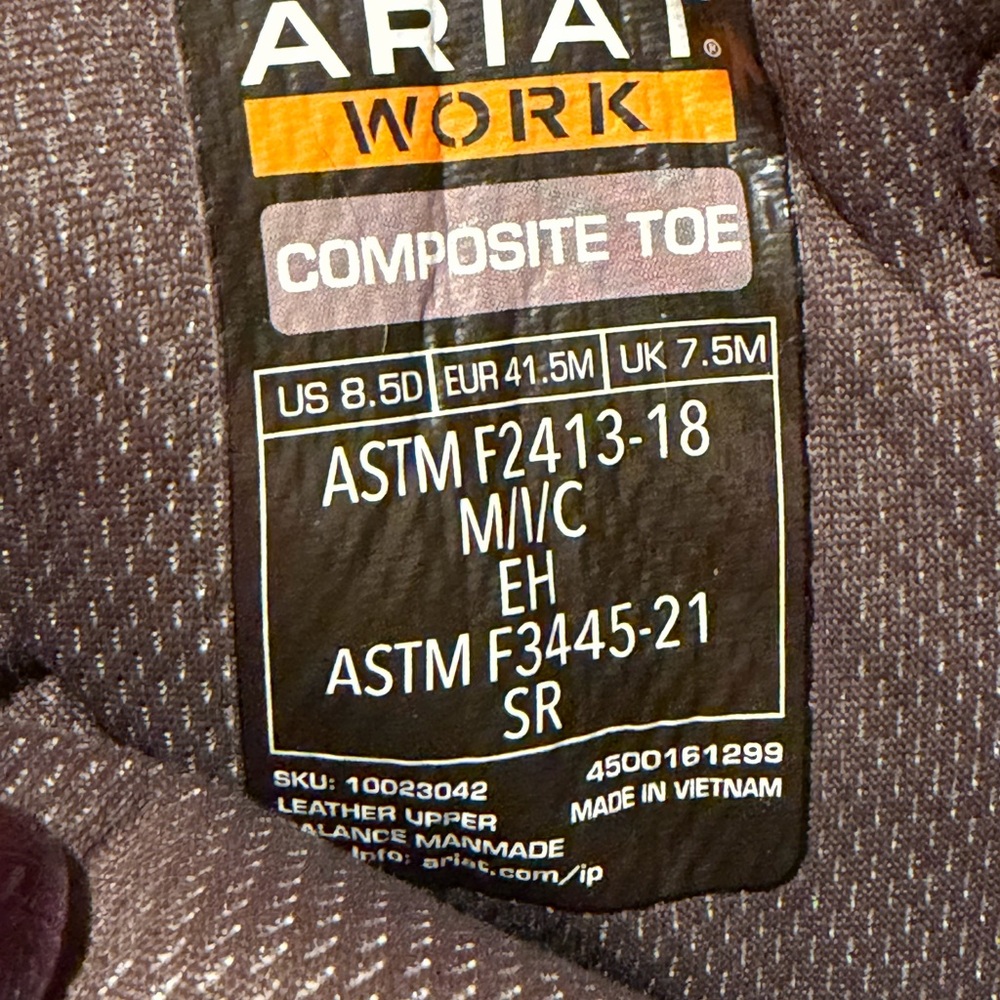 ARIAT®
WORK
COMPOSITE TOE
US 8.5D EUR 41.5M UK 7.5M
ASTM F2413-18
M/I/C
EH
ASTM F3445-21
SR
SKU: 10023042 4500161299
LEATHER UPPER MADE IN VIETNAM
BALANCE MANMADE
Info: ariat.com/ip